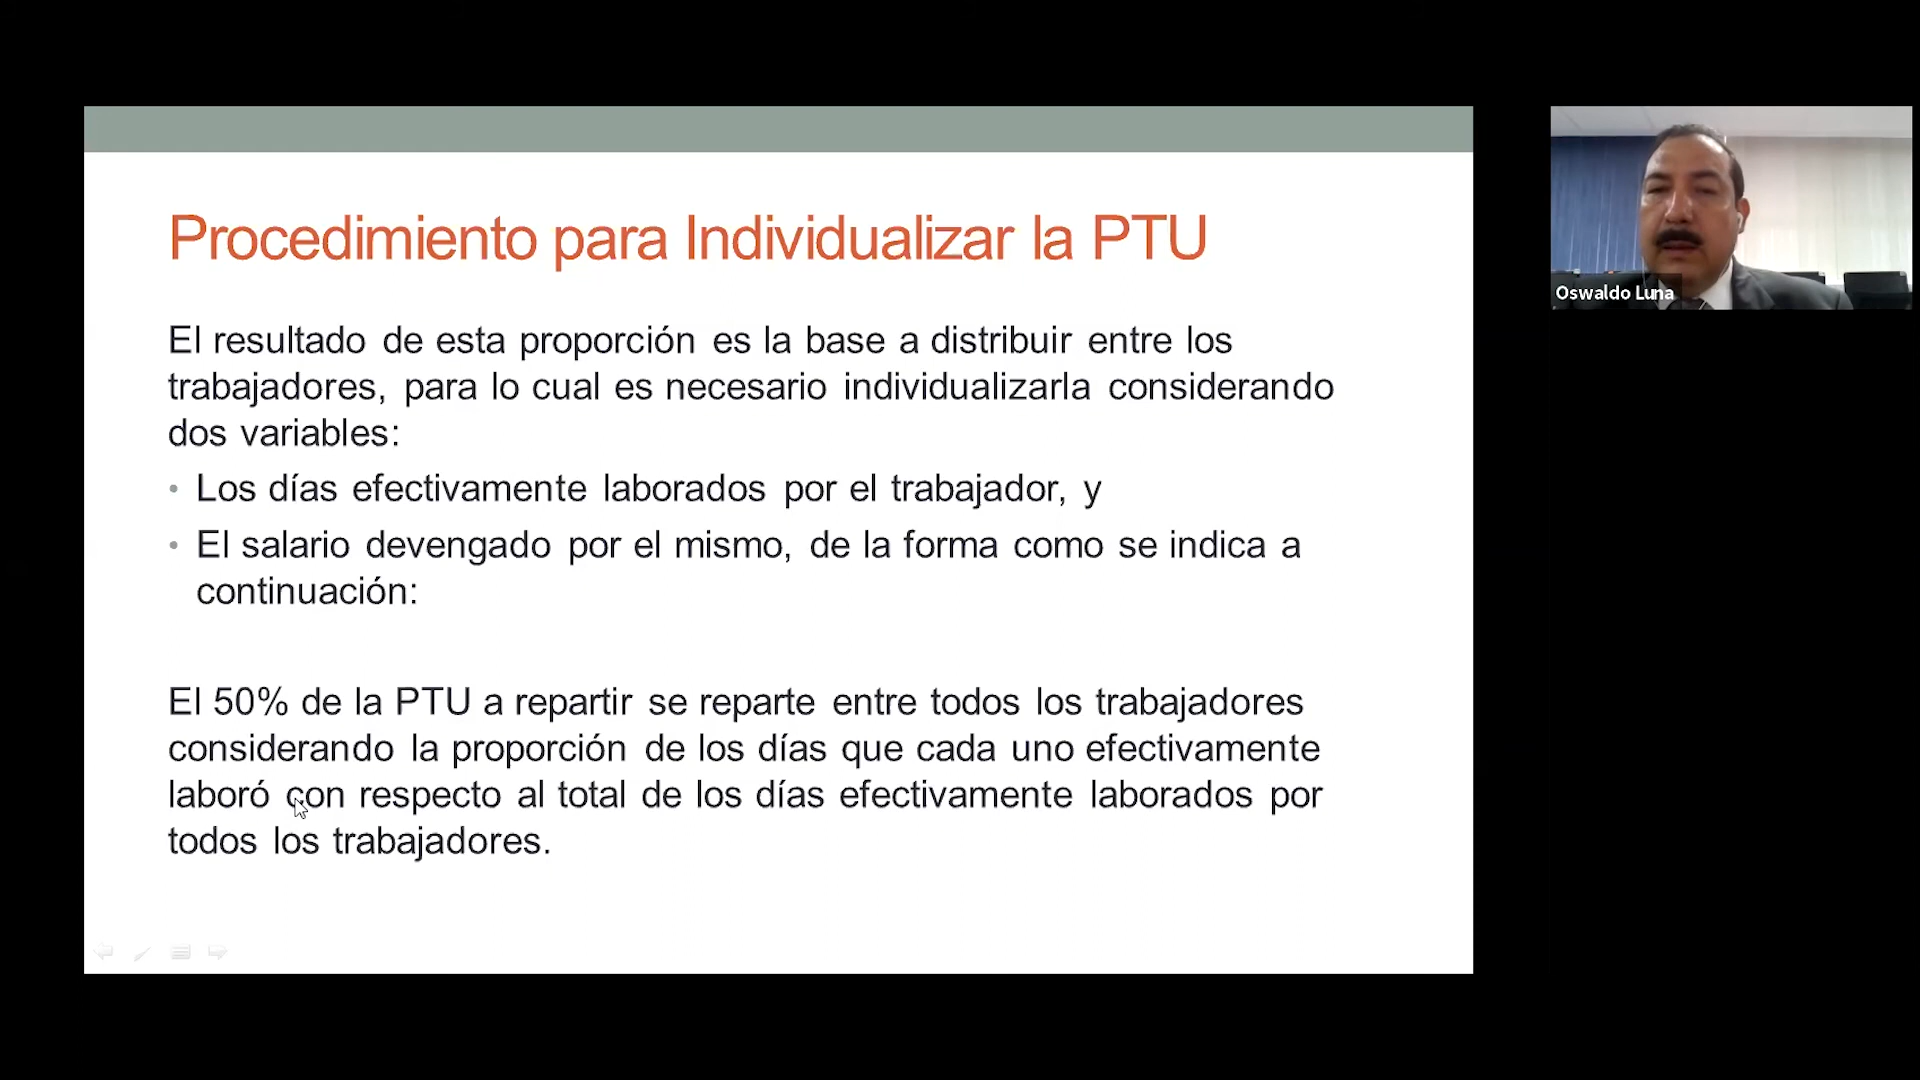 Procedimiento para Individualizar la PTU
El resultado de esta proporción es la base a distribuir entre los
trabajadores, para lo cual es necesario individualizarla considerando
dos variables:
• Los días efectivamente laborados por el trabajador, y
• El salario devengado por el mismo, de la forma como se indica a
continuación:
El 50% de la PTU a repartir se reparte entre todos los trabajadores
considerando la proporción de los días que cada uno efectivamente
laboró con respecto al total de los días efectivamente laborados por
todos los trabajadores.
Oswaldo Luna